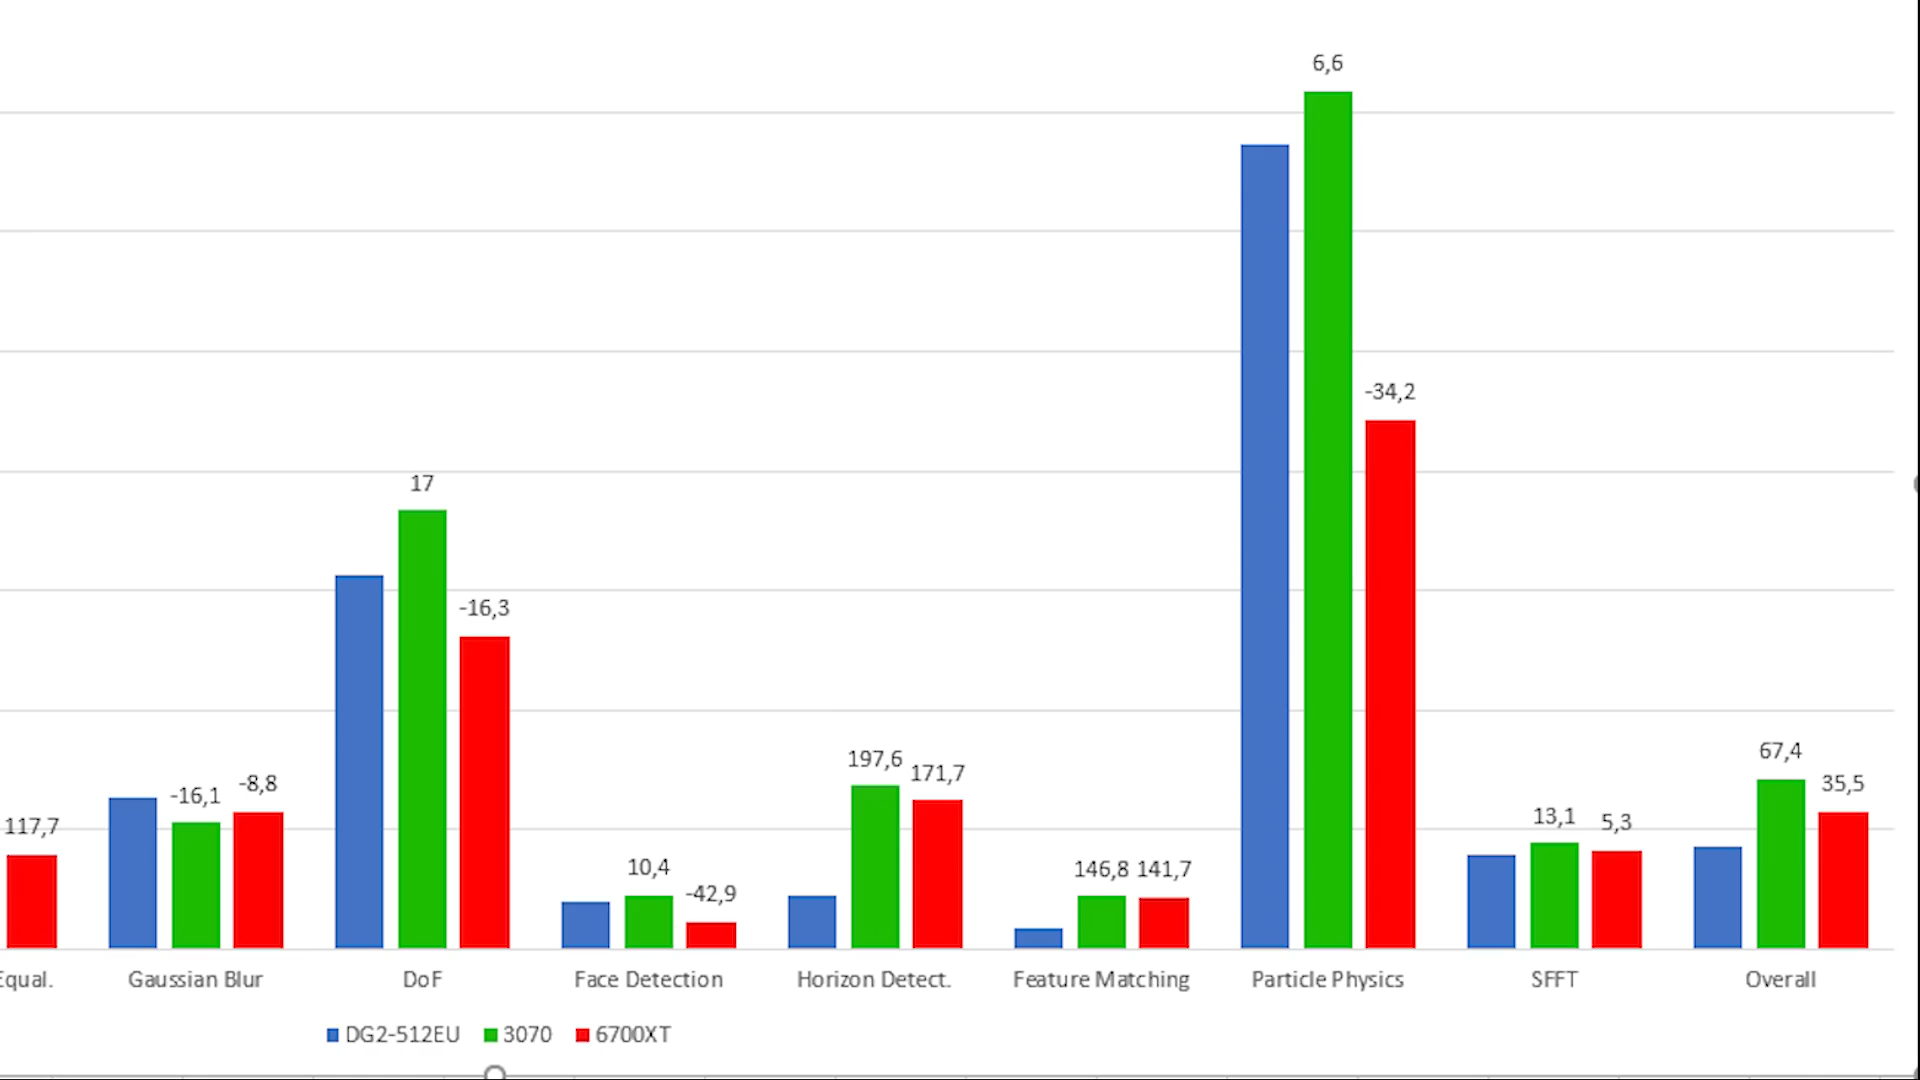 6,6
-34,2
17
-16,3
197,6
171,7
67,4
35,5
-16,1
-8,8
117,7
13,1
5,3
10,4
-42,9
146,8
141,7
Equal.
Gaussian Blur
DoF
Face Detection
Horizon Detect.
Feature Matching
Particle Physics
SFFT
Overall
DG2-512EU
3070
6700XT